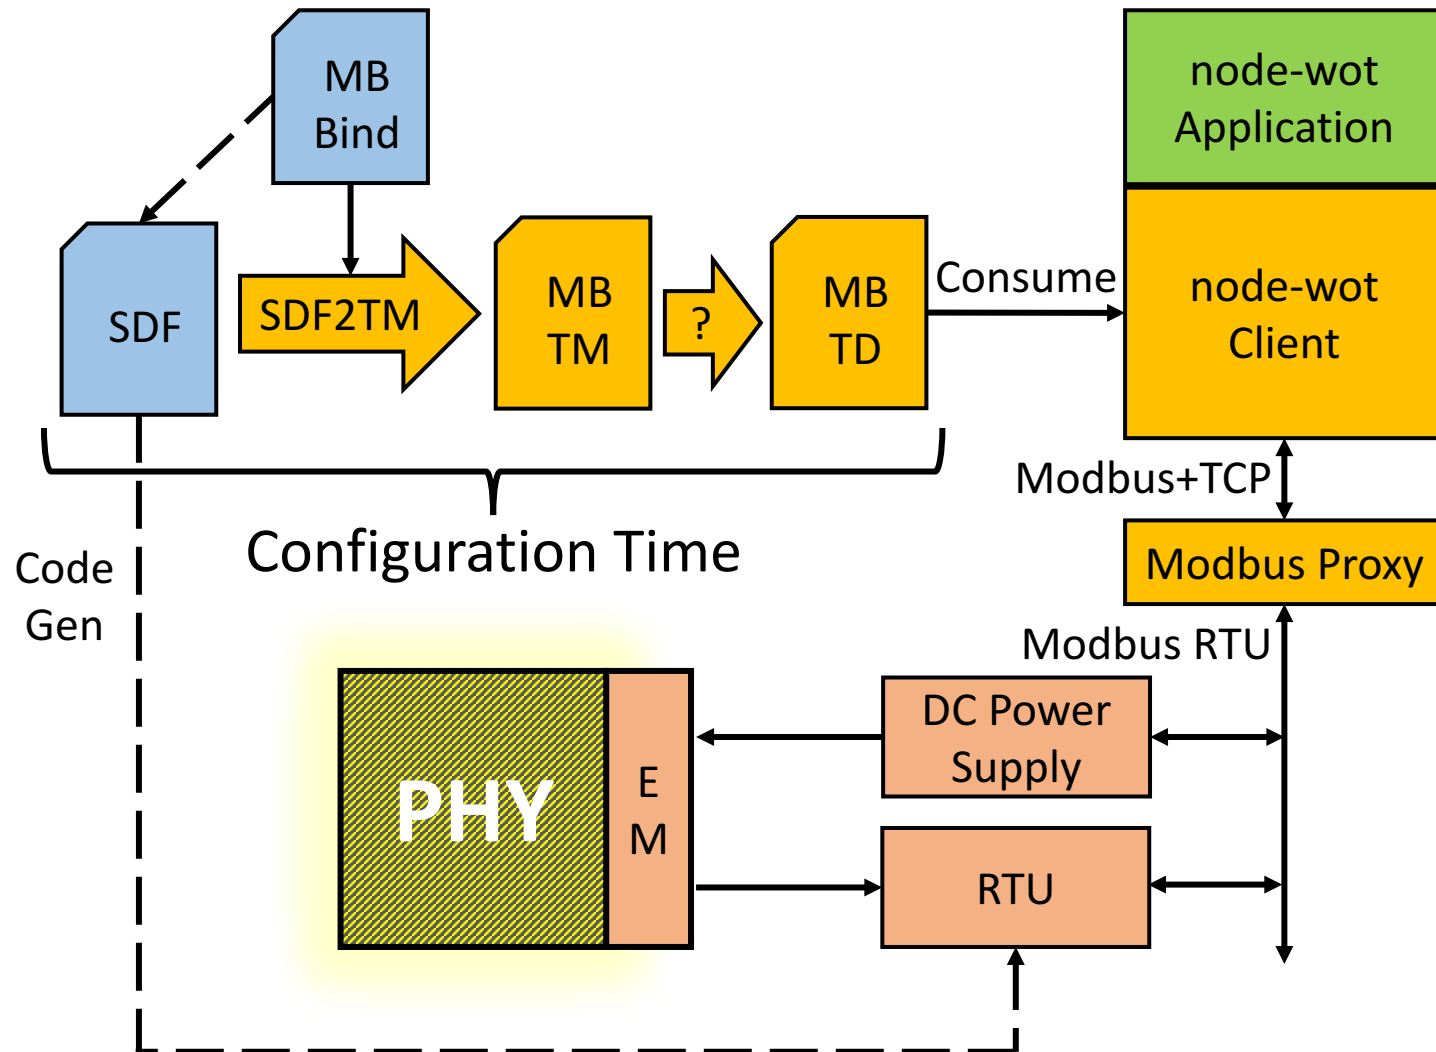 MB
Bind
node-wot
Application
SDF
SDF2TM
MB
TM
?
MB
TD
Consume
node-wot
Client
Modbus+TCP
Configuration Time
Code
Gen
Modbus Proxy
Modbus RTU
PHY
E
M
DC Power
Supply
RTU